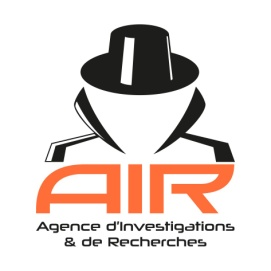 AIR
Agence d'Investigations
& de Recherches